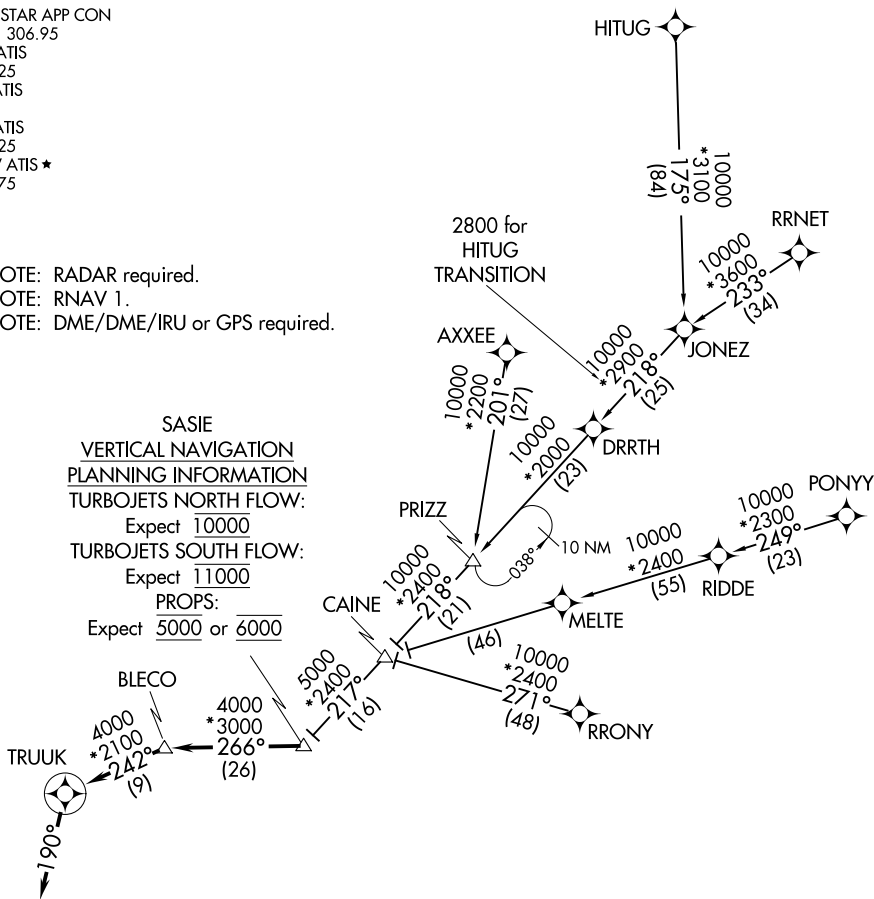 STAR APP CON
306.95
ATIS
25
ATIS
ATIS
25
ATIS ★
75
HITUG
10000
*3100
175°
(84)
RRNET
10000
*3600
233°
(34)
2800 for
HITUG
TRANSITION
OTE: RADAR required.
OTE: RNAV 1.
OTE: DME/DME/IRU or GPS required.
JONEZ
AXXEE
10000
*2900
218°
(25)
10000
*2200
201°
(27)
DRRTH
10000
*2000
(23)
SASIE
VERTICAL NAVIGATION
PLANNING INFORMATION
TURBOJETS NORTH FLOW:
Expect 10000
TURBOJETS SOUTH FLOW:
Expect 11000
PROPS:
Expect 5000 or 6000
PRIZZ
038°
10 NM
PONYY
10000
*2300
249°
(23)
RIDDE
10000
*2400
(55)
MELTE
(46)
10000
*2400
218°
(21)
CAINE
10000
*2400
271°
(48)
RRONY
5000
*2400
217°
(16)
BLECO
4000
*3000
266°
(26)
4000
*2100
242°
(9)
TRUUK
190°